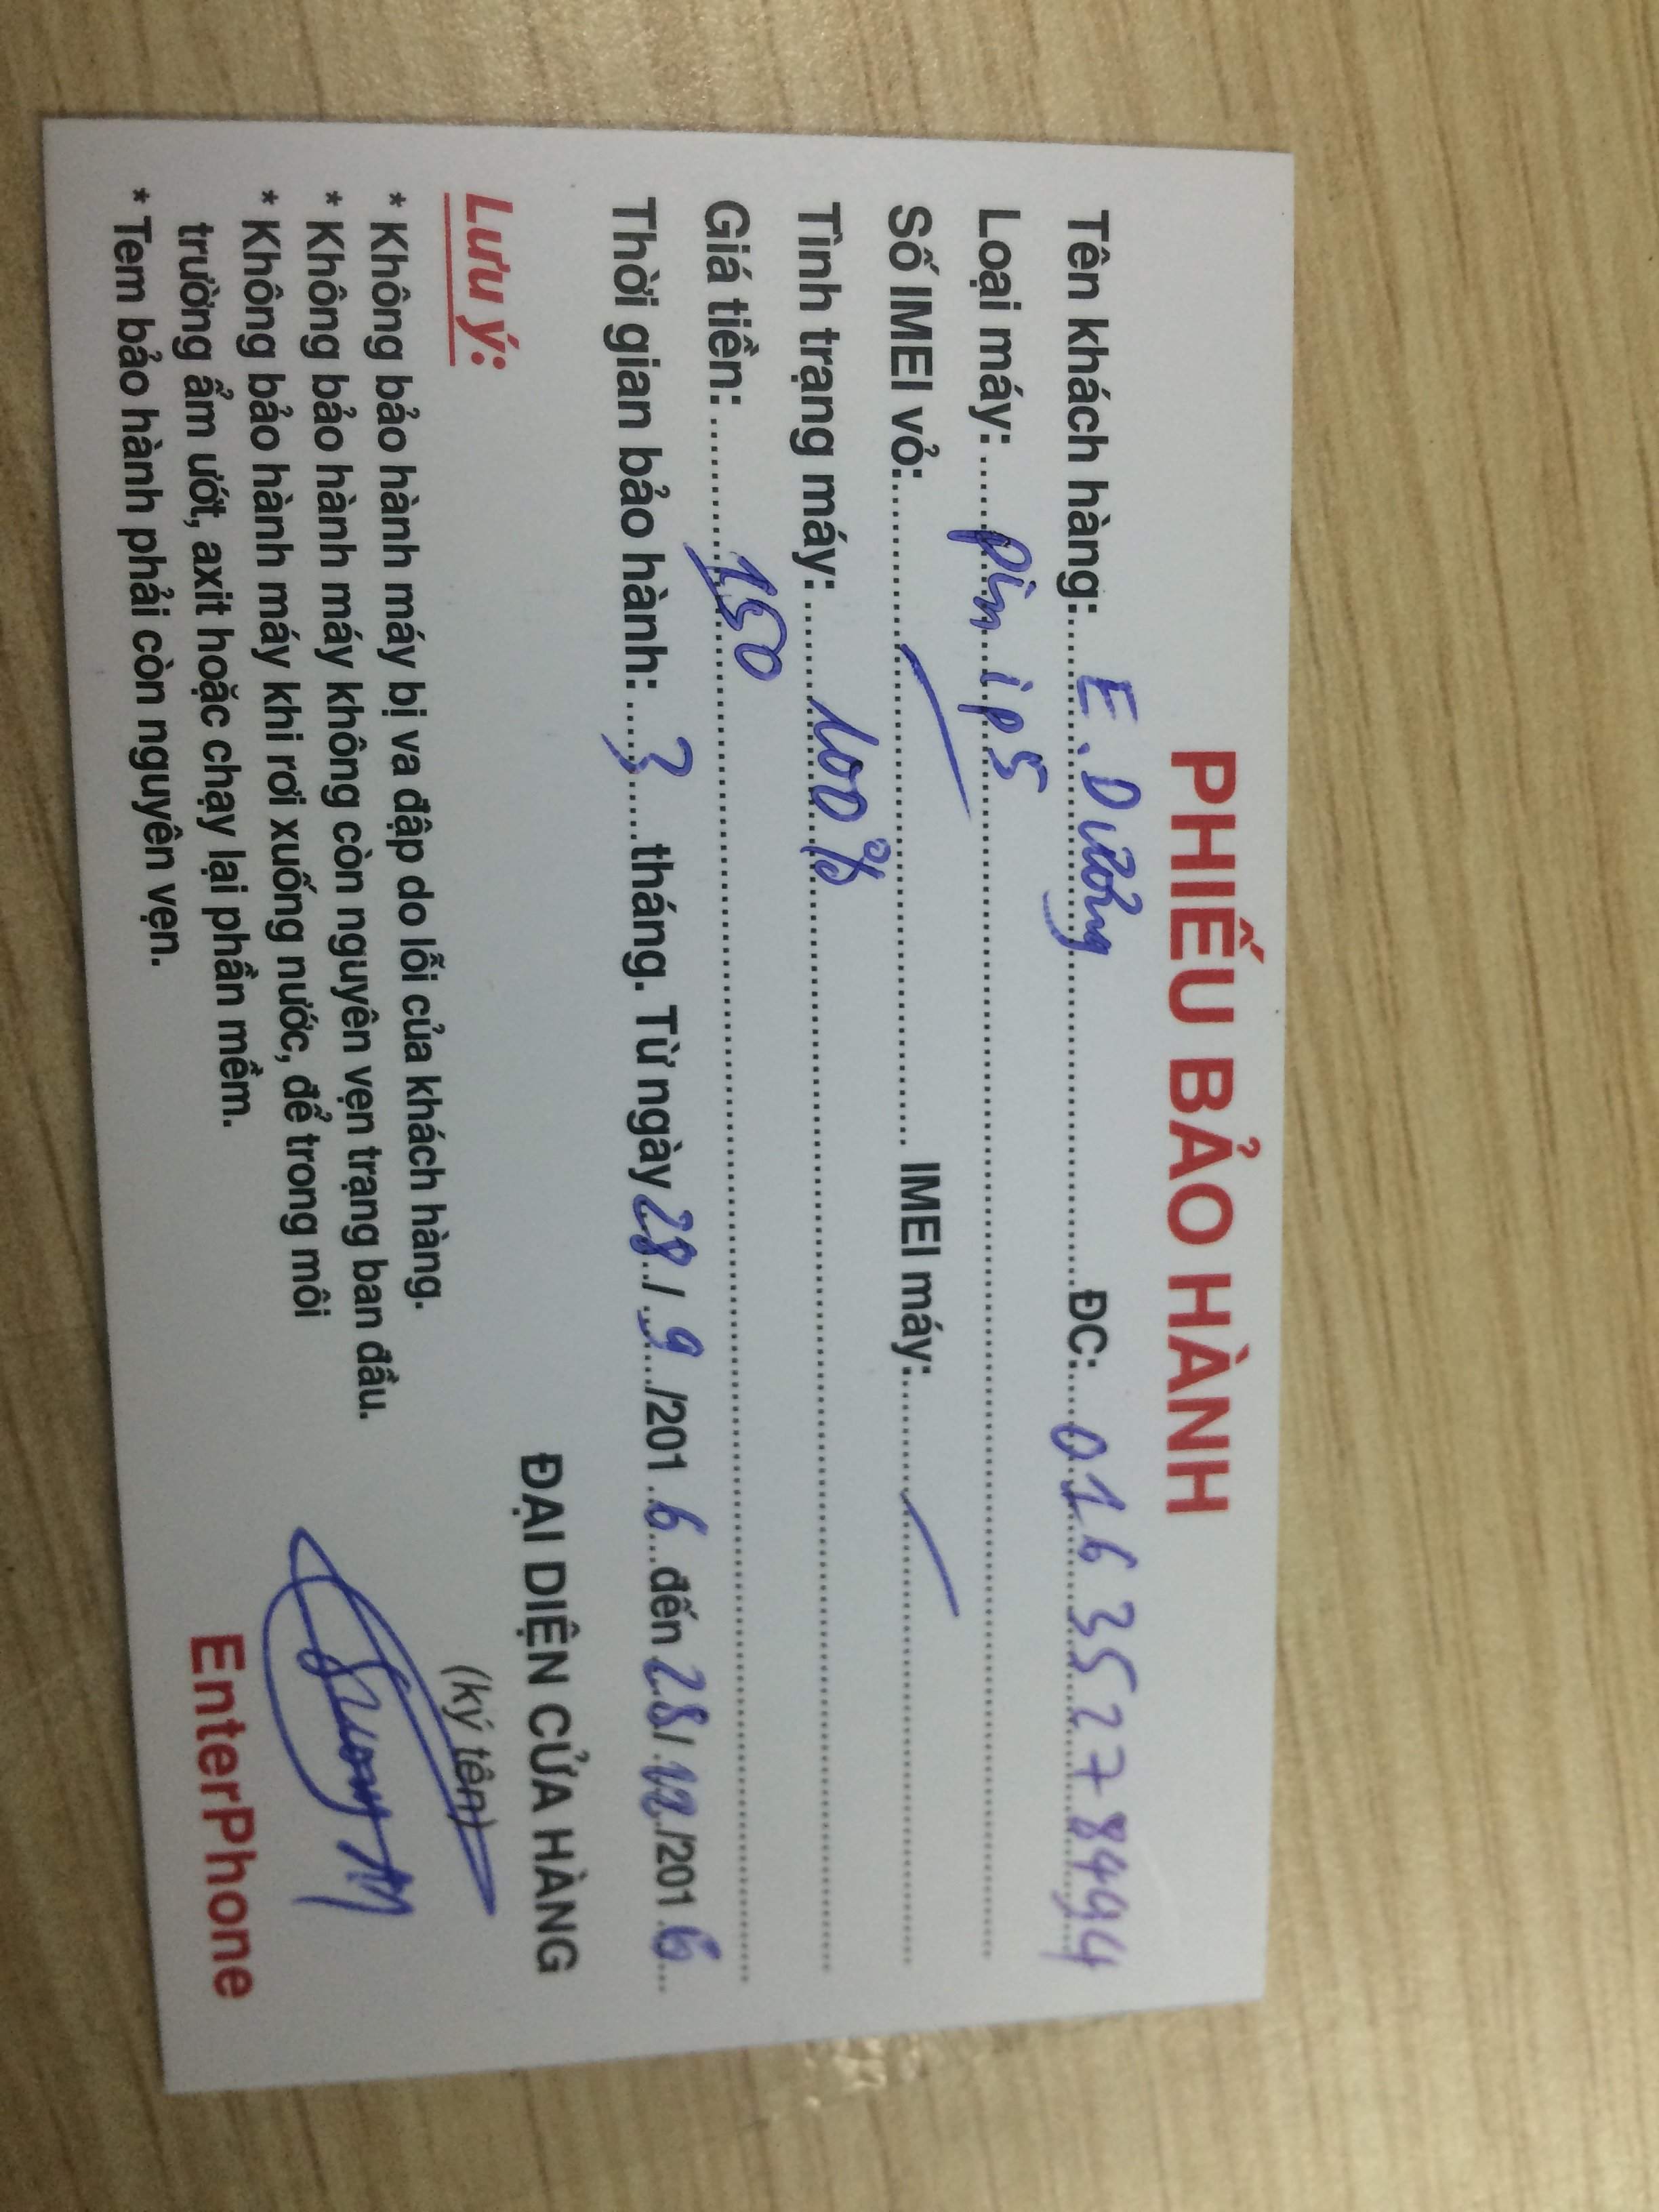 PHIẾU BẢO HÀNH
Tên khách hàng: E. Dương ĐC: 01635278494
Loại máy: pin ip5
Số IMEI vỏ: IMEI máy:
Tình trạng máy: 100%
Giá tiền: 150
Thời gian bảo hành: 3 tháng. Từ ngày 28 / 9 /201 6 đến 28 / 12 /201 6
ĐẠI DIỆN CỬA HÀNG
(ký tên)
Lưu ý:
* Không bảo hành máy bị va đập do lỗi của khách hàng.
* Không bảo hành máy không còn nguyên vẹn trạng ban đầu.
* Không bảo hành máy khi rơi xuống nước, để trong môi
trường ẩm ướt, axit hoặc chạy lại phần mềm.
* Tem bảo hành phải còn nguyên vẹn.
EnterPhone